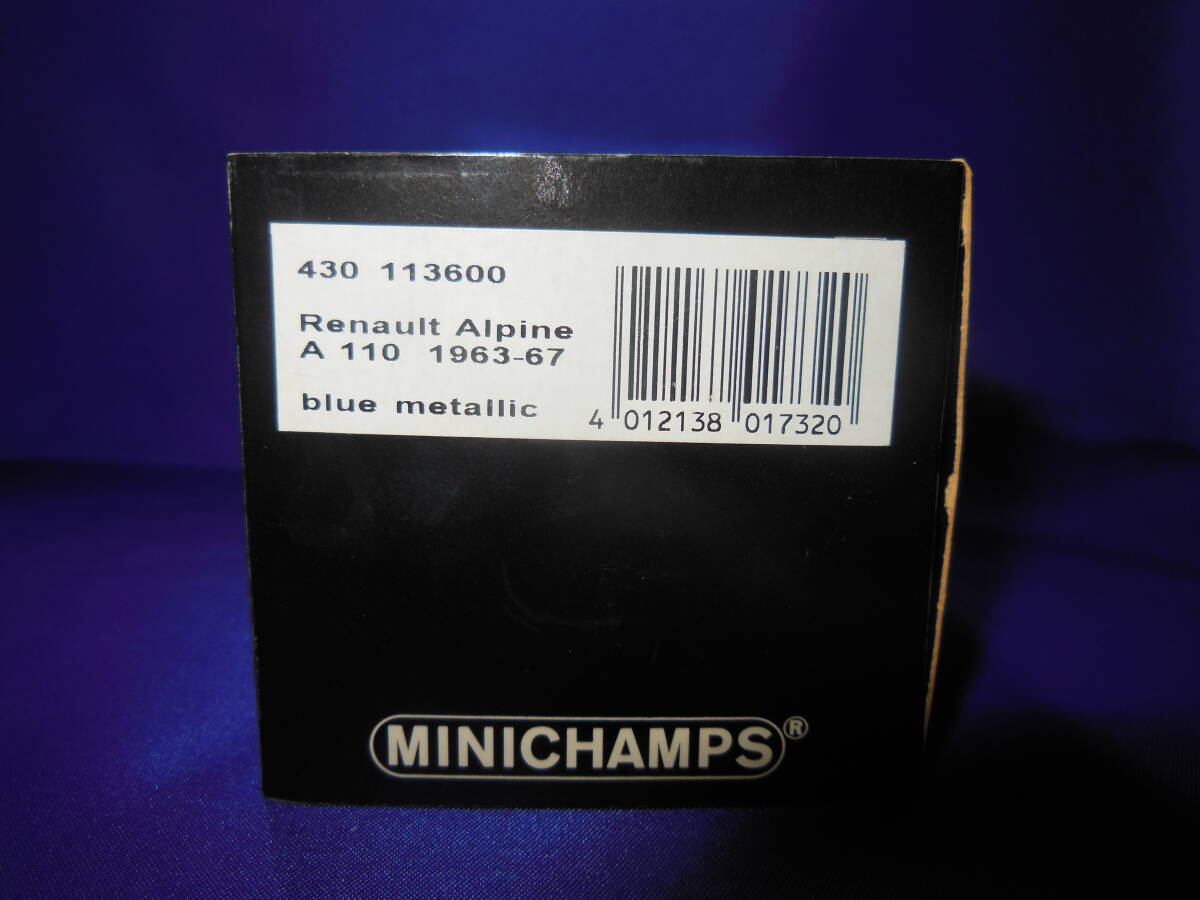 430 113600
Renault Alpine
A 110 1963-67
blue metallic
4 012138 017320
MINICHAMPS®